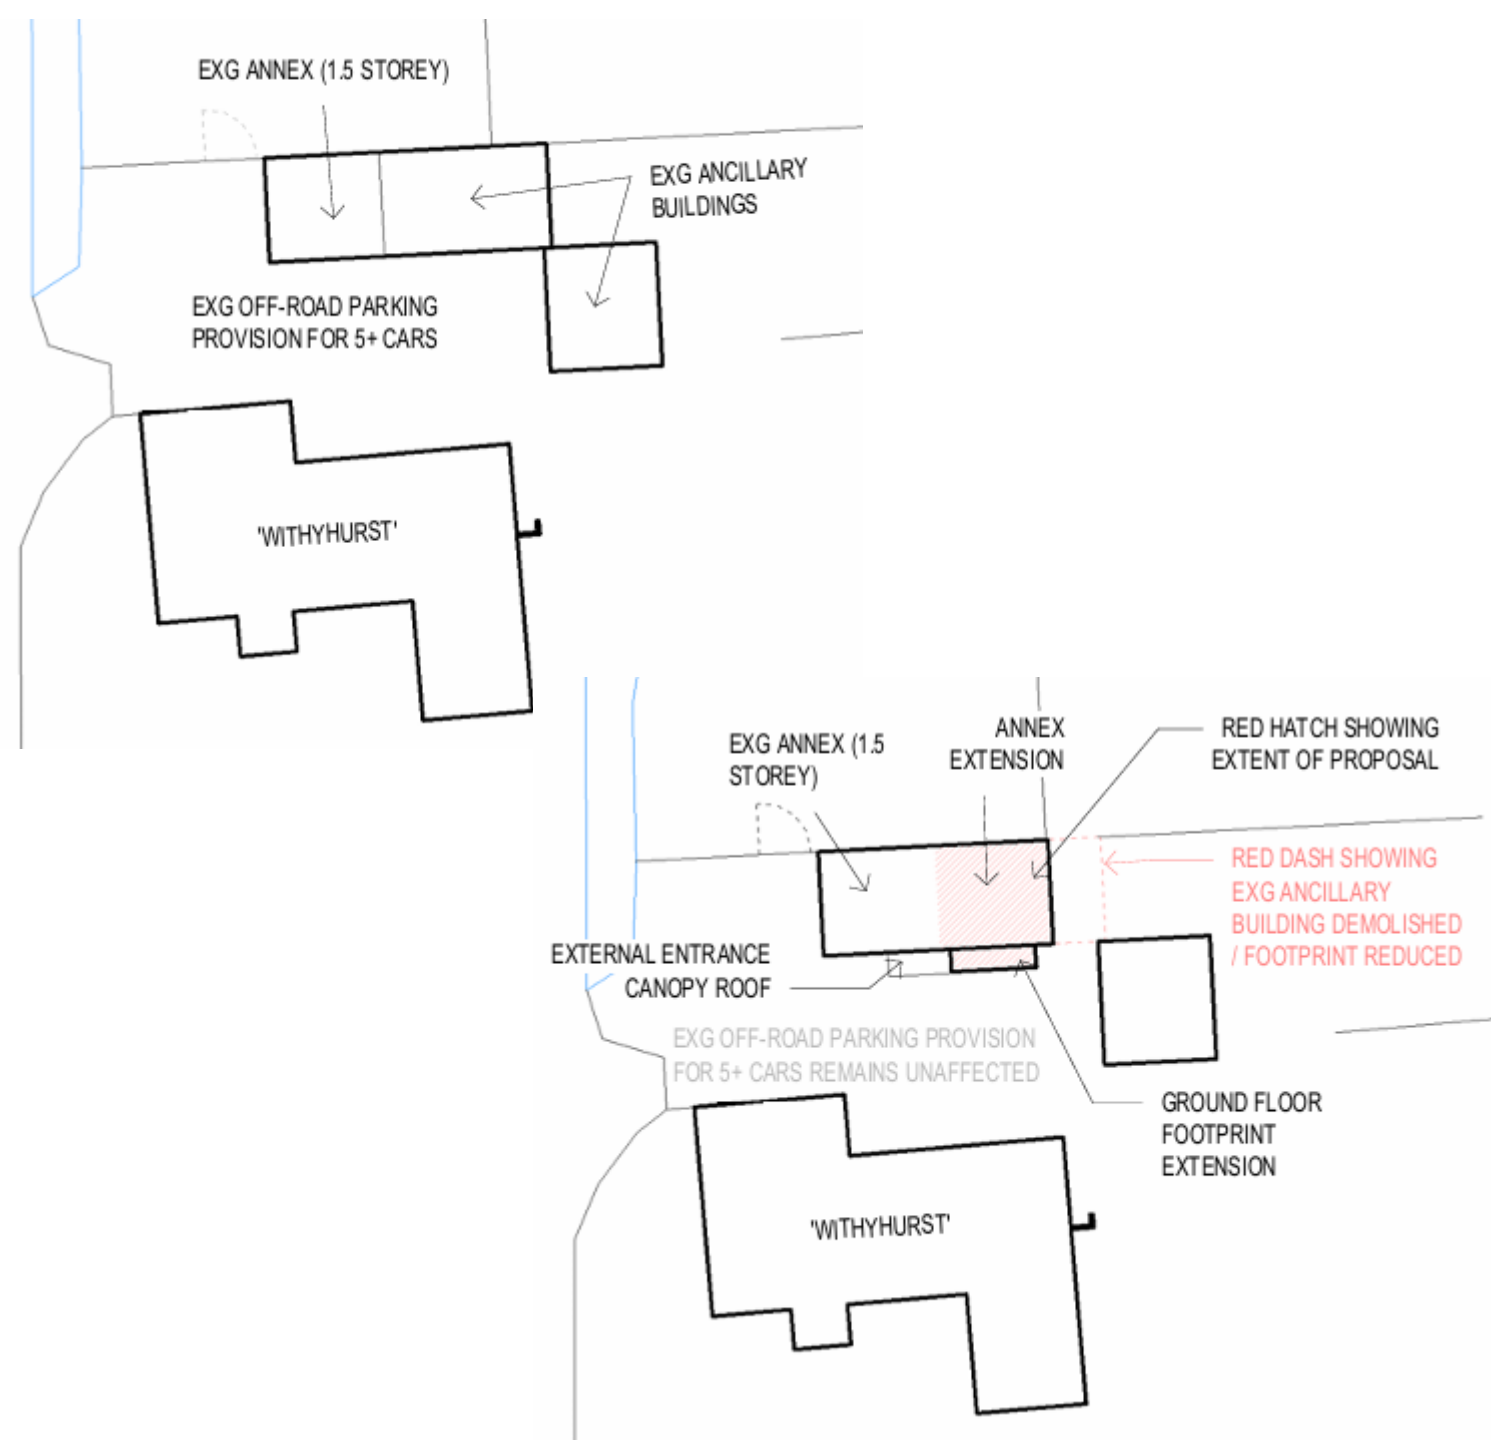 EXG ANNEX (1.5 STOREY)
EXG ANCILLARY
BUILDINGS
EXG OFF-ROAD PARKING
PROVISION FOR 5+ CARS
'WITHYHURST'
EXG ANNEX (1.5
STOREY)
ANNEX
EXTENSION
RED HATCH SHOWING
EXTENT OF PROPOSAL
RED DASH SHOWING
EXG ANCILLARY
BUILDING DEMOLISHED
/ FOOTPRINT REDUCED
EXTERNAL ENTRANCE
CANOPY ROOF
EXG OFF-ROAD PARKING PROVISION
FOR 5+ CARS REMAINS UNAFFECTED
GROUND FLOOR
FOOTPRINT
EXTENSION
'WITHYHURST'